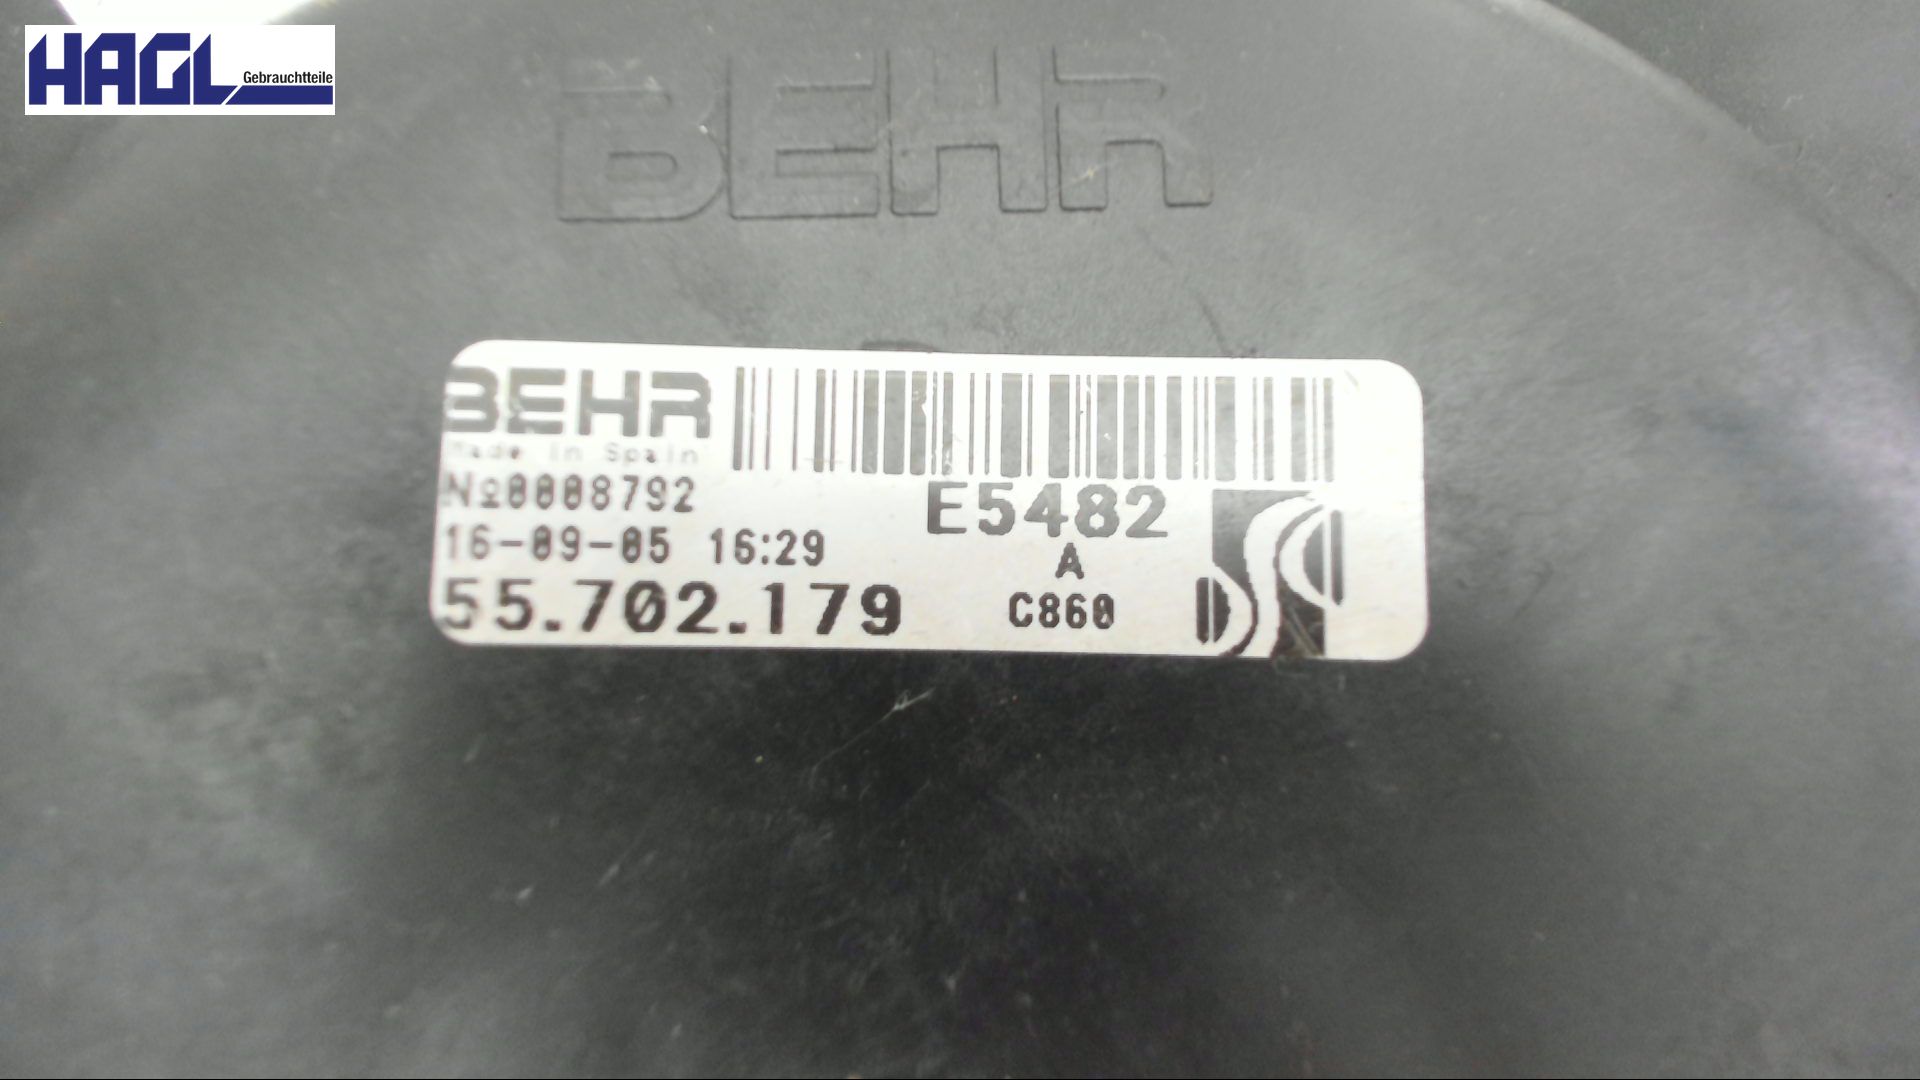 HAGL
Gebrauchtteile
BEHR
BEHR
Made in Spain
Nº0008792
E5482
16-09-05 16:29
A
55.702.179
C860